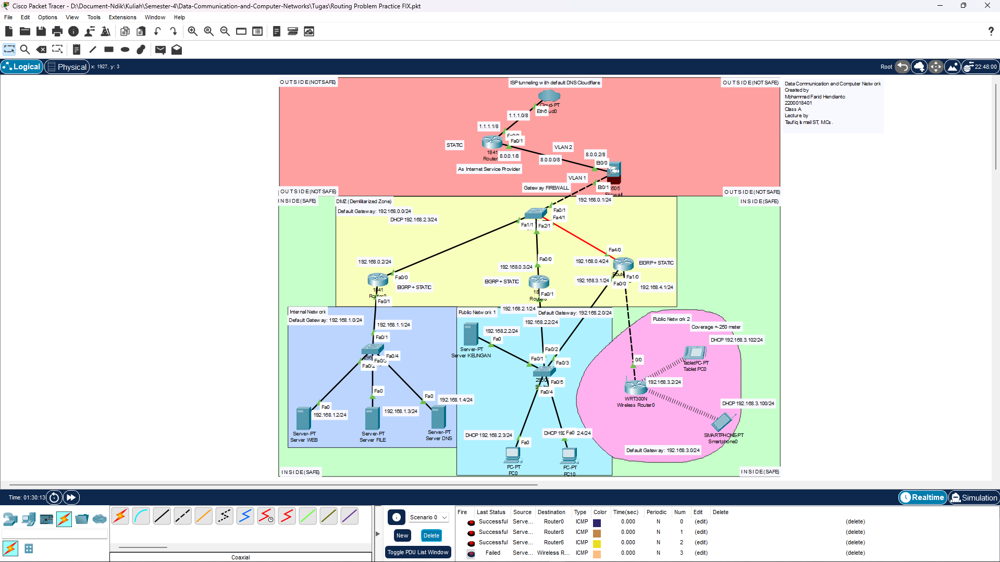 Cisco Packet Tracer - D:\Document-Ndik\Kuliah\Semester-4\Data-Communication-and-Computer-Networks\Tugas\Routing Problem Practice FIX.pkt
File Edit Options View Tools Extensions Window Help
Logical Physical x: 1927, y: 3 Root 22:48:00
OUTSIDE(NOTSAFE) ISP tunneling with default DNS Cloudflare OUTSIDE(NOTSAFE)
Data Communication and Computer Network
Created by
Mohammad Farid Hendianto
2200018401
Class A
Lecture by
Taufiq Ismail ST, MCs.
Cloud-PT
Eth6
1.1.1.0/8
1.1.1.1/8
Fa0/1
STATIC
VLAN 2
1841
Router
8.0.0.1/8
8.0.0.0/8
8.0.0.2/8
Et0/0
As Internet Service Provider
VLAN 1
Gateway FIREWALL
Et0/1
OUTSIDE(NOTSAFE) OUTSIDE(NOTSAFE)
INSIDE(SAFE) DMZ (Demilitarized Zone) 192.168.0.1/24 INSIDE(SAFE)
Default Gateway: 192.168.0.0/24
DHCP 192.168.2.3/24
Fa0/1
Fa4/1
Fa1/1 Fa2/1
Fa4/0
192.168.0.2/24
Fa0/0
192.168.0.4/24
EIGRP + STATIC
192.168.0.3/24
Fa0/0
EIGRP + STATIC
192.168.3.1/24
Fa1/0
Fa0/0
EIGRP + STATIC
192.168.4.1/24
Fa0/1
Fa0/1
Internal Network
Public Network 1
192.168.2.1/24
Default Gateway: 192.168.2.0/24
Default Gateway: 192.168.1.0/24
192.168.2.2/24
Public Network 2
Coverage +-250 meter
192.168.1.1/24
192.168.2.2/24
Fa0/1
Fa0
DHCP 192.168.3.102/24
Server-PT
Server KEUNGAN
Fa0/2
TabletPC-PT
Tablet PC0
Fa0/4
Fa0/1
Fa0/3
0/0
Fa0/5
192.168.3.2/24
Fa0
Fa0/4
Fa0
192.168.1.4/24
WRT300N
Wireless Router0
DHCP 192.168.3.100/24
Fa0
192.168.1.2/24
192.168.1.3/24
Server-PT
Server WEB
Server-PT
Server FILE
Server-PT
Server DNS
DHCP 192.168.2.3/24
Fa0
Fa0 2.4/24
SMARTPHONE-PT
Smartphone0
Default Gateway: 192.168.3.0/24
PC-PT
PC0
PC-PT
PC10
INSIDE(SAFE) INSIDE(SAFE)
Time: 01:30:13 Realtime Simulation
Scenario 0
New Delete
Toggle PDU List Window
Coaxial
Fire Last Status Source Destination Type Color Time(sec) Periodic Num Edit Delete
Successful Serve... Router0 ICMP 0.000 N 0 (edit) (delete)
Successful Serve... Router8 ICMP 0.000 N 1 (edit) (delete)
Successful Serve... Router6 ICMP 0.000 N 2 (edit) (delete)
Failed Serve... Wireless R... ICMP 0.000 N 3 (edit) (delete)